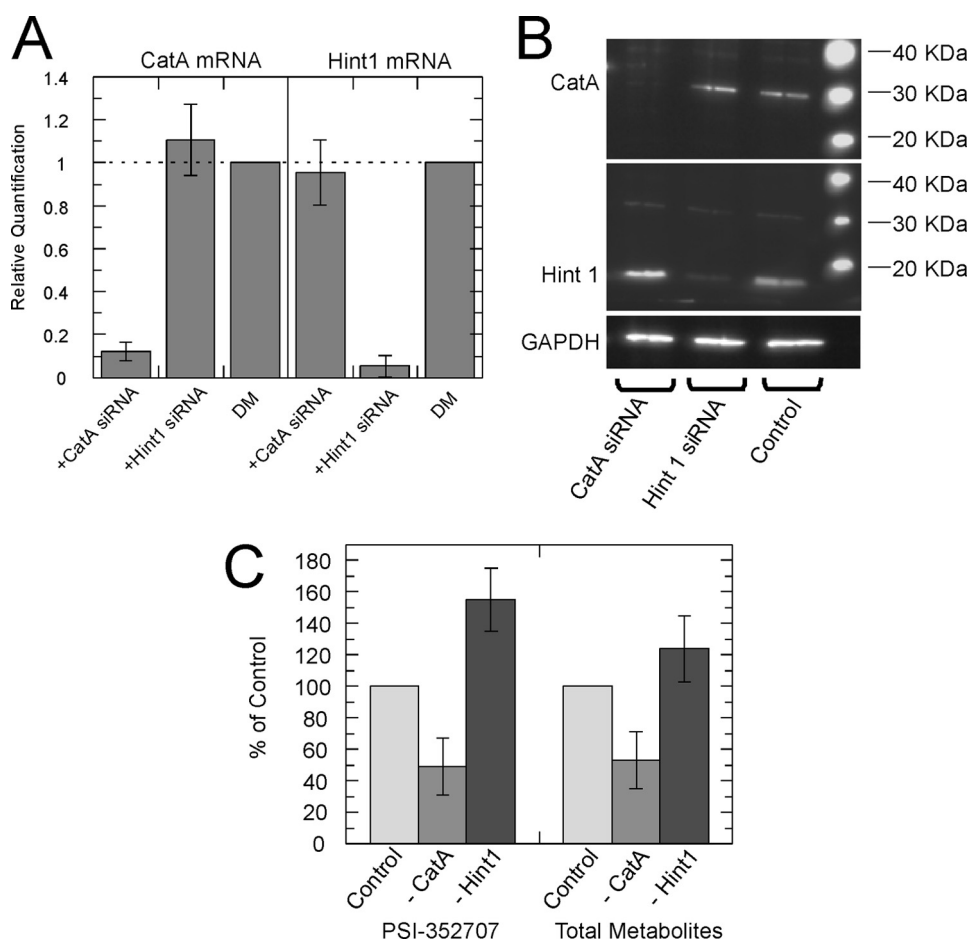 A
CatA mRNA
Hint1 mRNA
Relative Quantification
1.4
1.2
1
0.8
0.6
0.4
0.2
0
+CatA siRNA
+Hint1 siRNA
DM
+CatA siRNA
+Hint1 siRNA
DM
B
CatA
40 KDa
30 KDa
20 KDa
Hint 1
40 KDa
30 KDa
20 KDa
GAPDH
CatA siRNA
Hint 1 siRNA
Control
C
% of Control
180
160
140
120
100
80
60
40
20
0
Control
- CatA
- Hint1
Control
- CatA
- Hint1
PSI-352707
Total Metabolites